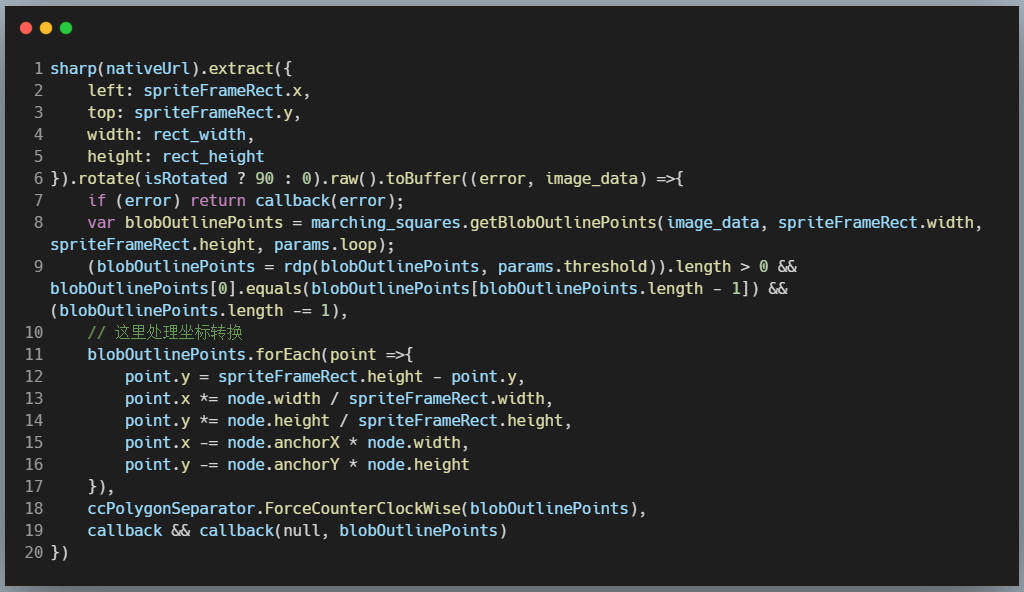 1 sharp(nativeUrl).extract({
2     left: spriteFrameRect.x,
3     top: spriteFrameRect.y,
4     width: rect_width,
5     height: rect_height
6 }).rotate(isRotated ? 90 : 0).raw().toBuffer((error, image_data) =>{
7     if (error) return callback(error);
8     var blobOutlinePoints = marching_squares.getBlobOutlinePoints(image_data, spriteFrameRect.width,
spriteFrameRect.height, params.loop);
9     (blobOutlinePoints = rdp(blobOutlinePoints, params.threshold)).length > 0 &&
blobOutlinePoints[0].equals(blobOutlinePoints[blobOutlinePoints.length - 1]) &&
(blobOutlinePoints.length -= 1),
10     // 这里处理坐标转换
11     blobOutlinePoints.forEach(point =>{
12         point.y = spriteFrameRect.height - point.y,
13         point.x *= node.width / spriteFrameRect.width,
14         point.y *= node.height / spriteFrameRect.height,
15         point.x -= node.anchorX * node.width,
16         point.y -= node.anchorY * node.height
17     }),
18     ccPolygonSeparator.ForceCounterClockWise(blobOutlinePoints),
19     callback && callback(null, blobOutlinePoints)
20 })